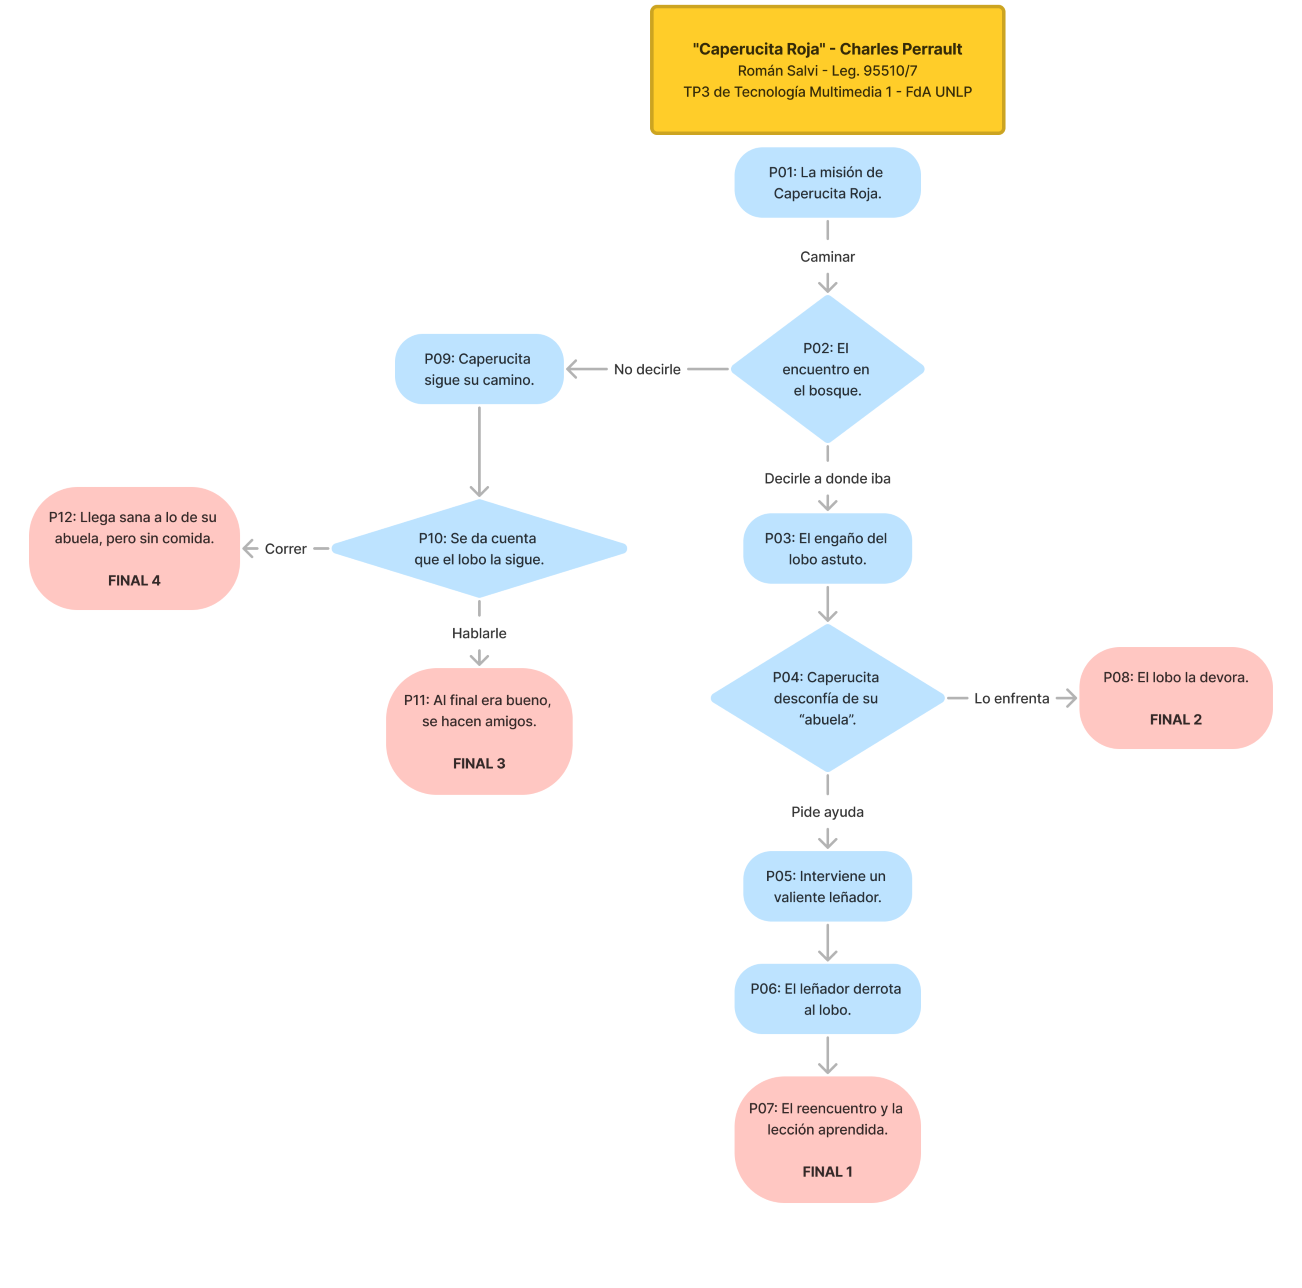 "Caperucita Roja" - Charles Perrault
Román Salvi - Leg. 95510/7
TP3 de Tecnología Multimedia 1 - FdA UNLP
P01: La misión de
Caperucita Roja.
Caminar
P02: El
encuentro en
el bosque.
No decirle
P09: Caperucita
sigue su camino.
Decirle a donde iba
P03: El engaño del
lobo astuto.
P10: Se da cuenta
que el lobo la sigue.
Correr
P12: Llega sana a lo de su
abuela, pero sin comida.
FINAL 4
Hablarle
P11: Al final era bueno,
se hacen amigos.
FINAL 3
P04: Caperucita
desconfía de su
“abuela”.
Lo enfrenta
P08: El lobo la devora.
FINAL 2
Pide ayuda
P05: Interviene un
valiente leñador.
P06: El leñador derrota
al lobo.
P07: El reencuentro y la
lección aprendida.
FINAL 1